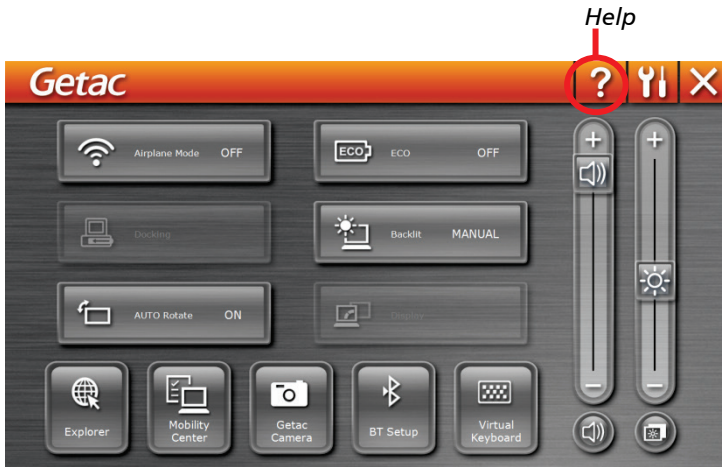 Help
Getac ?
Airplane Mode OFF
ECO ECO OFF
Docking
Backlit MANUAL
AUTO Rotate ON
Display
Explorer
Mobility
Center
Getac
Camera
BT Setup
Virtual
Keyboard